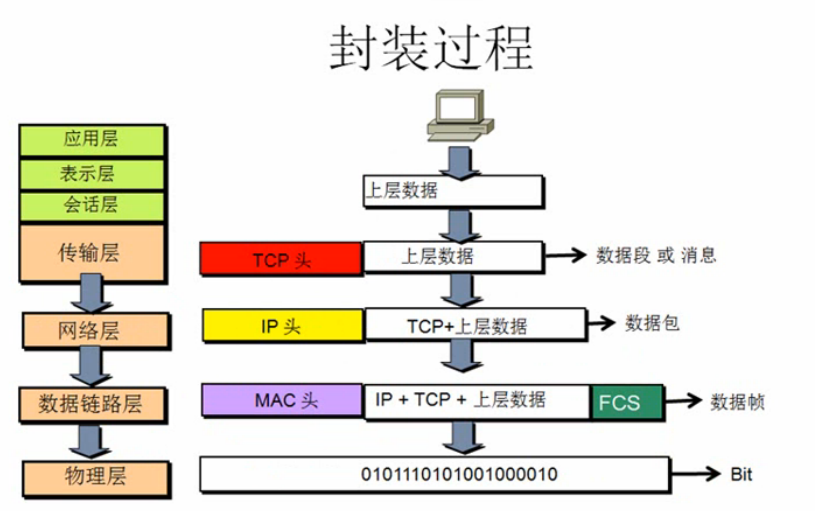 封装过程
应用层
表示层
会话层
传输层
网络层
数据链路层
物理层
上层数据
TCP 头 上层数据 数据段 或 消息
IP 头 TCP+上层数据 数据包
MAC 头 IP + TCP + 上层数据 FCS 数据帧
0101110101001000010 Bit